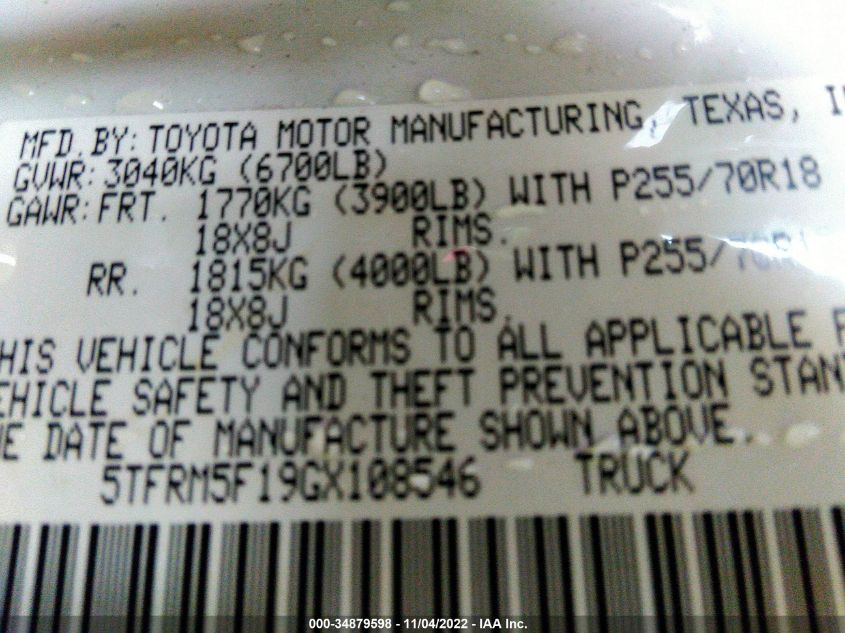 MFD. BY: TOYOTA MOTOR MANUFACTURING, TEXAS,
GVWR: 3040KG (6700LB)
GAWR: FRT. 1770KG (3900LB) WITH P255/70R18
18X8J RIMS.
RR. 1815KG (4000LB) WITH P255/
18X8J RIMS.
HIS VEHICLE CONFORMS TO ALL APPLICABLE F
EHICLE SAFETY AND THEFT PREVENTION STAN
E DATE OF MANUFACTURE SHOWN ABOVE.
5TFRM5F19GX108546 TRUCK
000-34879598 - 11/04/2022 - IAA Inc.